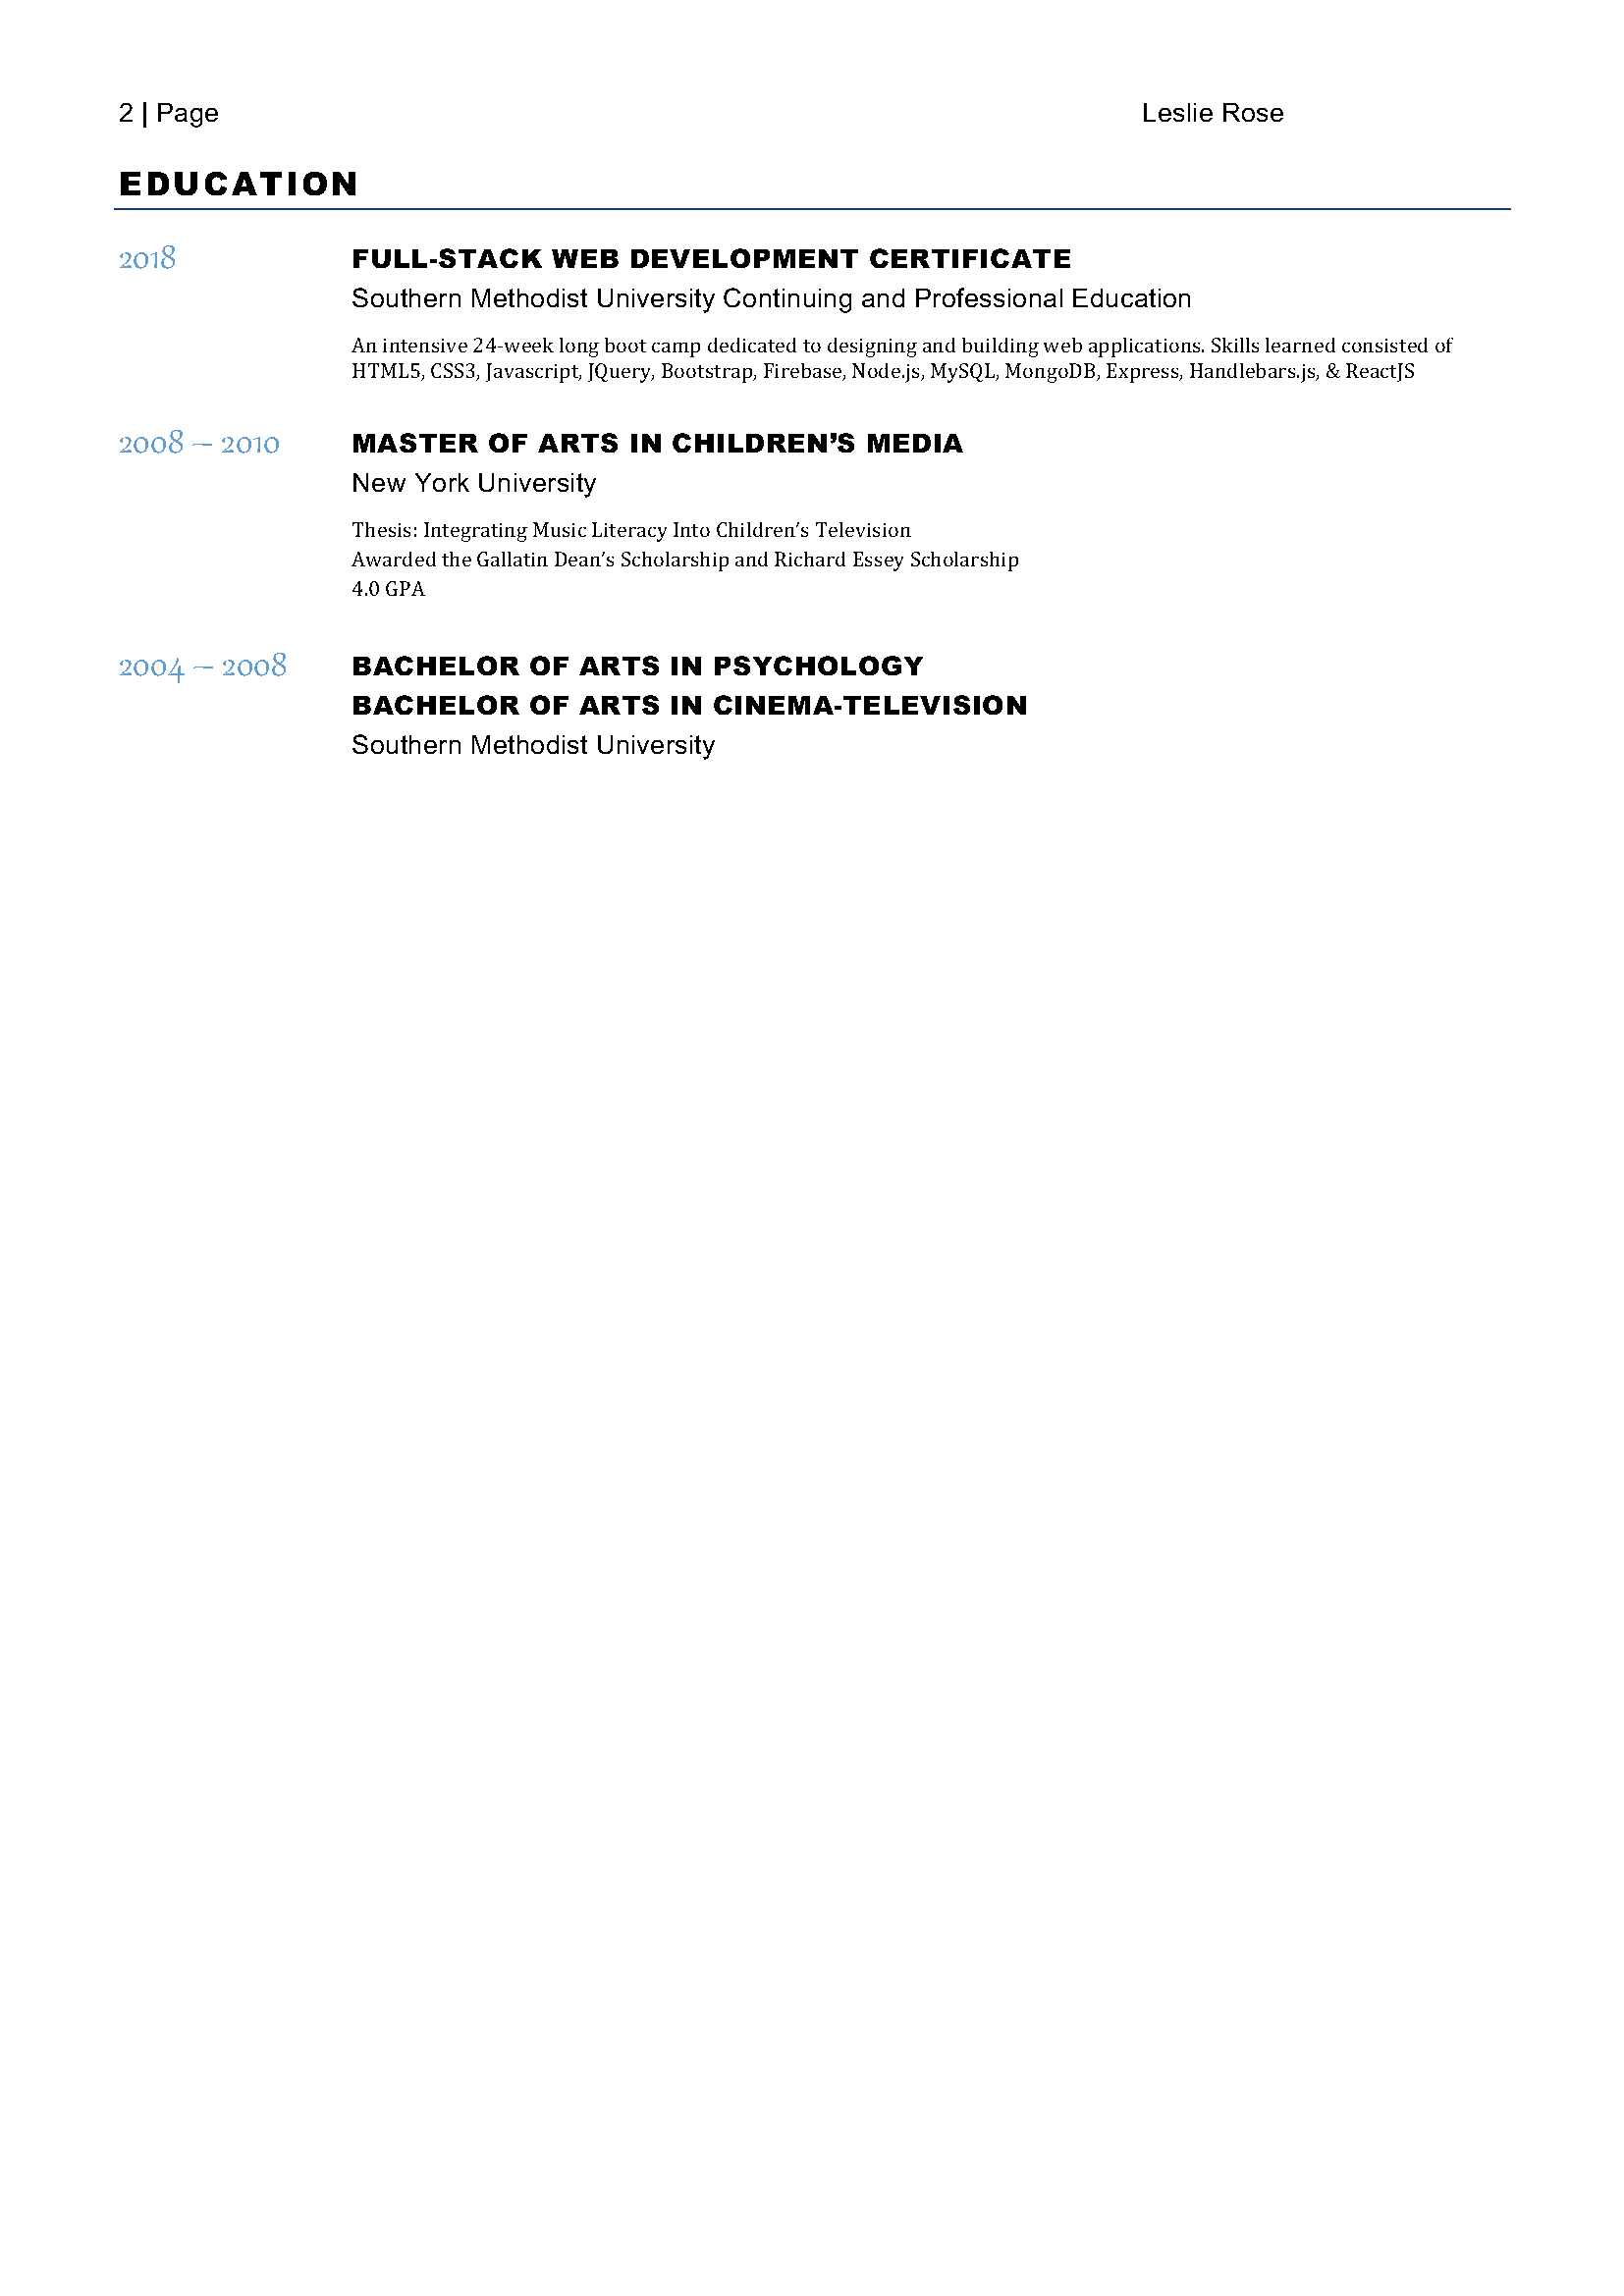 2 | Page Leslie Rose
EDUCATION
2018 FULL-STACK WEB DEVELOPMENT CERTIFICATE
Southern Methodist University Continuing and Professional Education
An intensive 24-week long boot camp dedicated to designing and building web applications. Skills learned consisted of
HTML5, CSS3, Javascript, JQuery, Bootstrap, Firebase, Node.js, MySQL, MongoDB, Express, Handlebars.js, & ReactJS
2008 – 2010 MASTER OF ARTS IN CHILDREN’S MEDIA
New York University
Thesis: Integrating Music Literacy Into Children’s Television
Awarded the Gallatin Dean’s Scholarship and Richard Essey Scholarship
4.0 GPA
2004 – 2008 BACHELOR OF ARTS IN PSYCHOLOGY
BACHELOR OF ARTS IN CINEMA-TELEVISION
Southern Methodist University